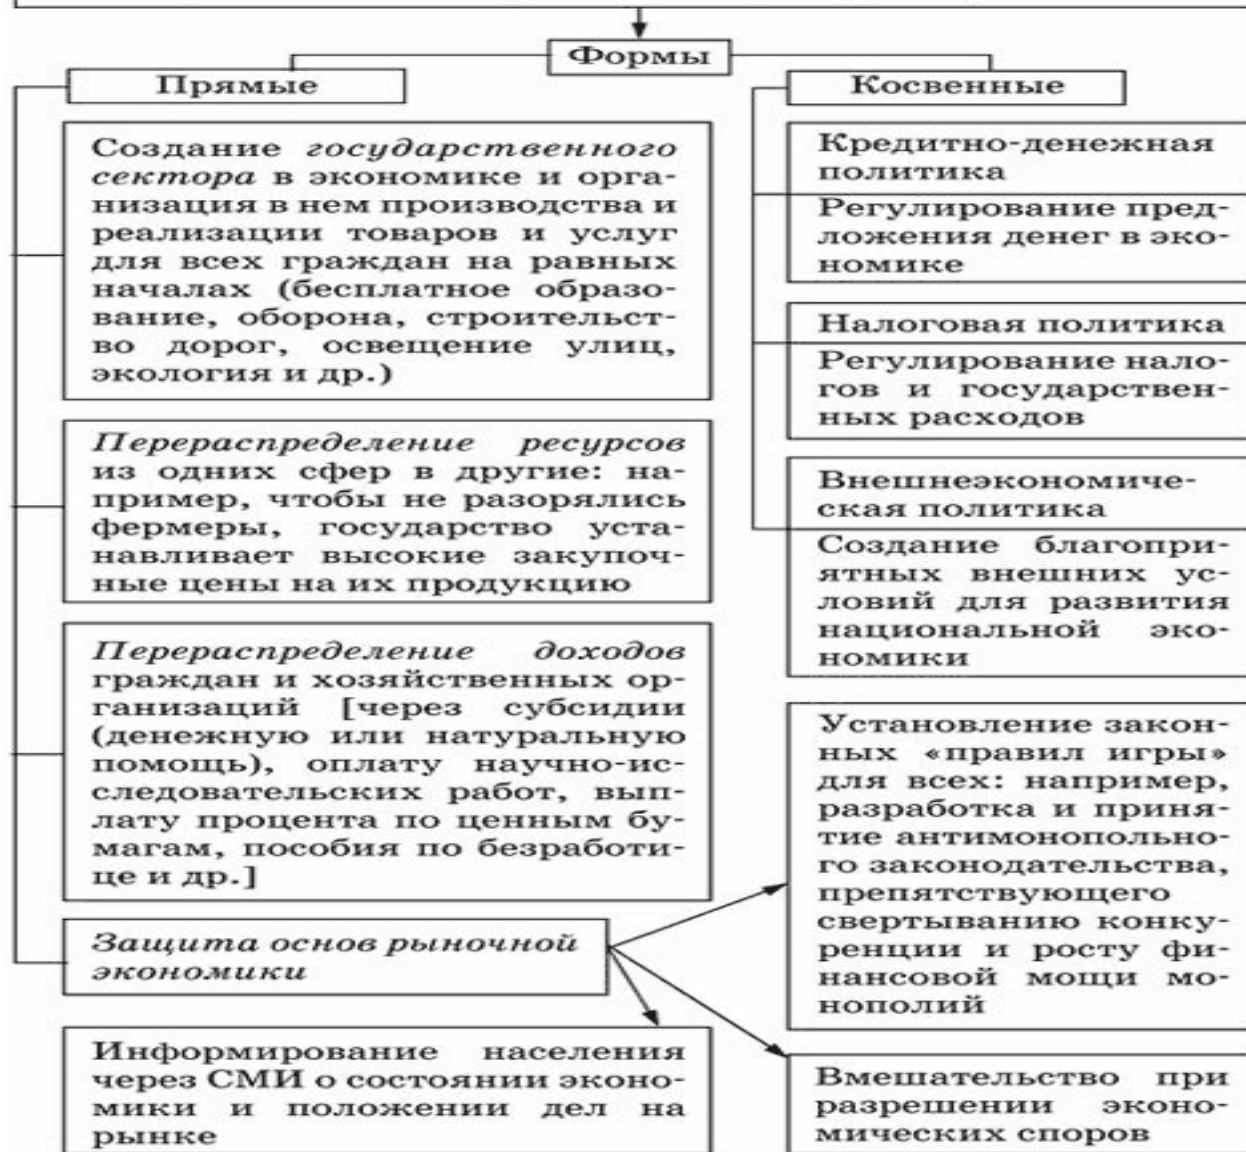 Формы
Прямые
Создание государственного
сектора в экономике и орга-
низация в нем производства и
реализации товаров и услуг
для всех граждан на равных
началах (бесплатное образо-
вание, оборона, строительст-
во дорог, освещение улиц,
экология и др.)
Перераспределение ресурсов
из одних сфер в другие: на-
пример, чтобы не разорялись
фермеры, государство уста-
навливает высокие закупоч-
ные цены на их продукцию
Перераспределение доходов
граждан и хозяйственных ор-
ганизаций [через субсидии
(денежную или натуральную
помощь), оплату научно-ис-
следовательских работ, вып-
лату процента по ценным бу-
магам, пособия по безработи-
це и др.]
Защита основ рыночной
экономики
Информирование населения
через СМИ о состоянии эконо-
мики и положении дел на
рынке
Косвенные
Кредитно-денежная
политика
Регулирование пред-
ложения денег в эко-
номике
Налоговая политика
Регулирование нало-
гов и государствен-
ных расходов
Внешнеэкономиче-
ская политика
Создание благопри-
ятных внешних ус-
ловий для развития
национальной эко-
номики
Установление закон-
ных «правил игры»
для всех: например,
разработка и приня-
тие антимонопольно-
го законодательства,
препятствующего
свертыванию конку-
ренции и росту фи-
нансовой мощи мо-
нополий
Вмешательство при
разрешении эконо-
мических споров